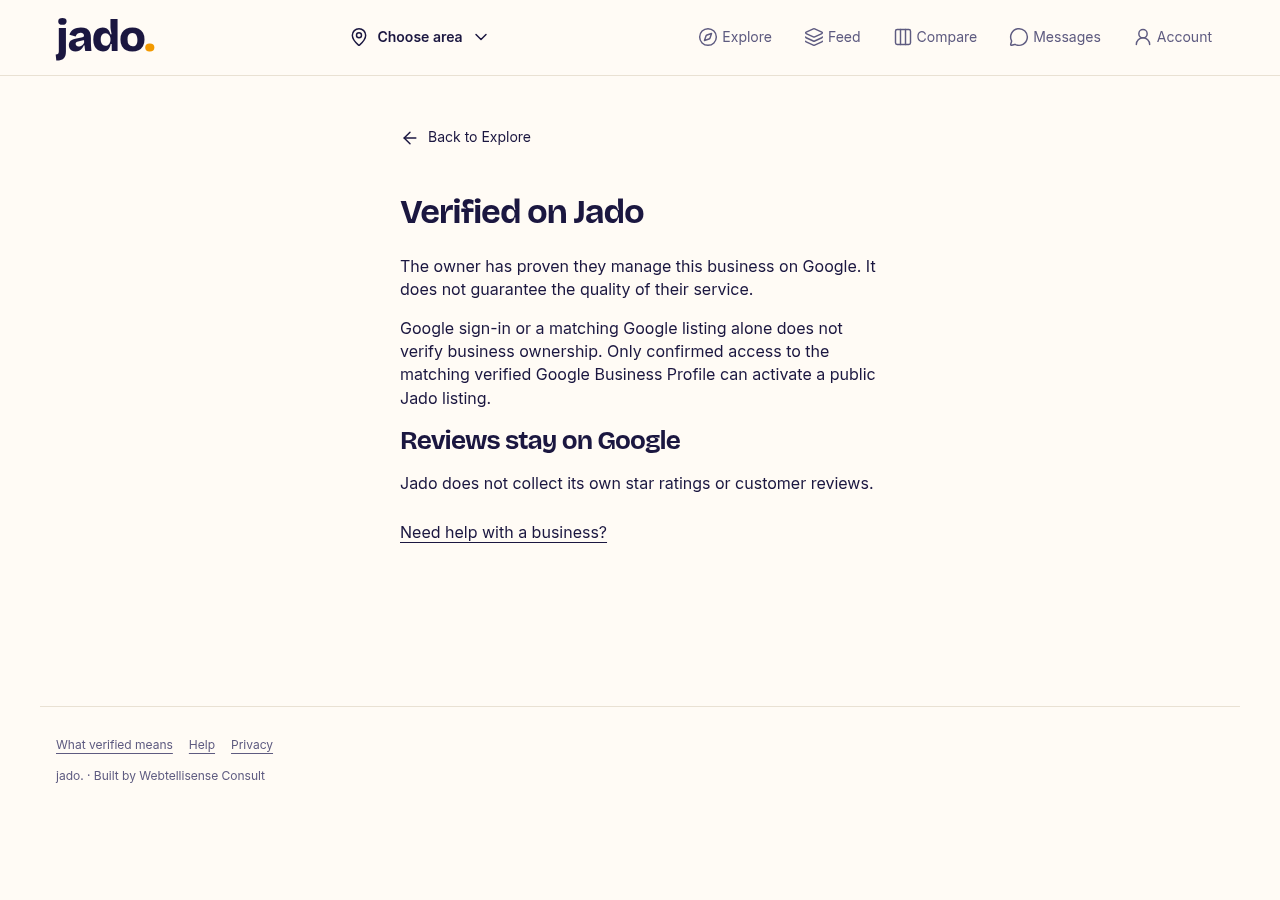 jado.
Choose area
Explore
Feed
Compare
Messages
Account
Back to Explore
Verified on Jado
The owner has proven they manage this business on Google. It
does not guarantee the quality of their service.
Google sign-in or a matching Google listing alone does not
verify business ownership. Only confirmed access to the
matching verified Google Business Profile can activate a public
Jado listing.
Reviews stay on Google
Jado does not collect its own star ratings or customer reviews.
Need help with a business?
What verified means Help Privacy
jado. · Built by Webtellisense Consult